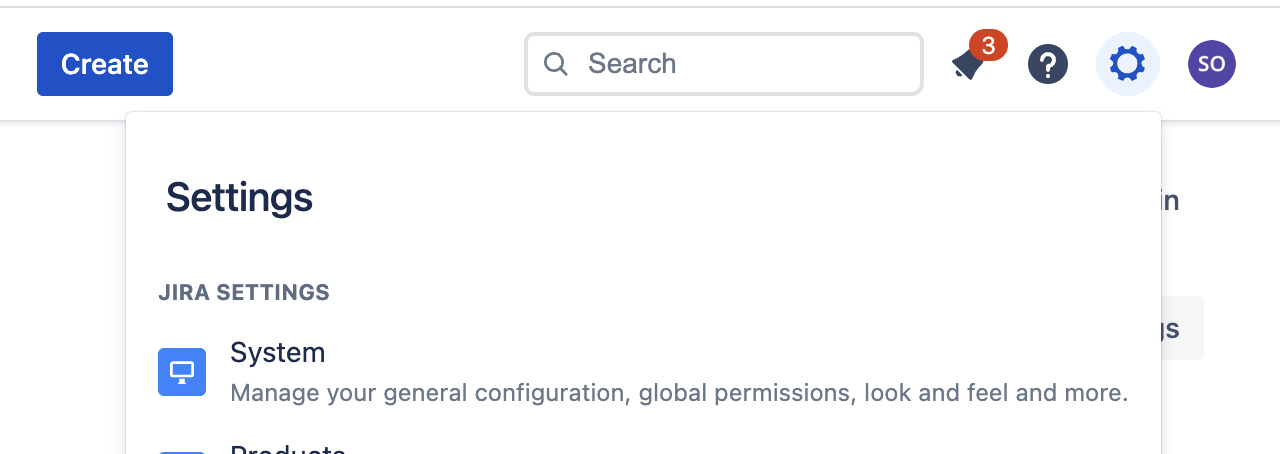 Create
Search
3
?
SO
Settings
in
JIRA SETTINGS
gs
System
Manage your general configuration, global permissions, look and feel and more.
Products